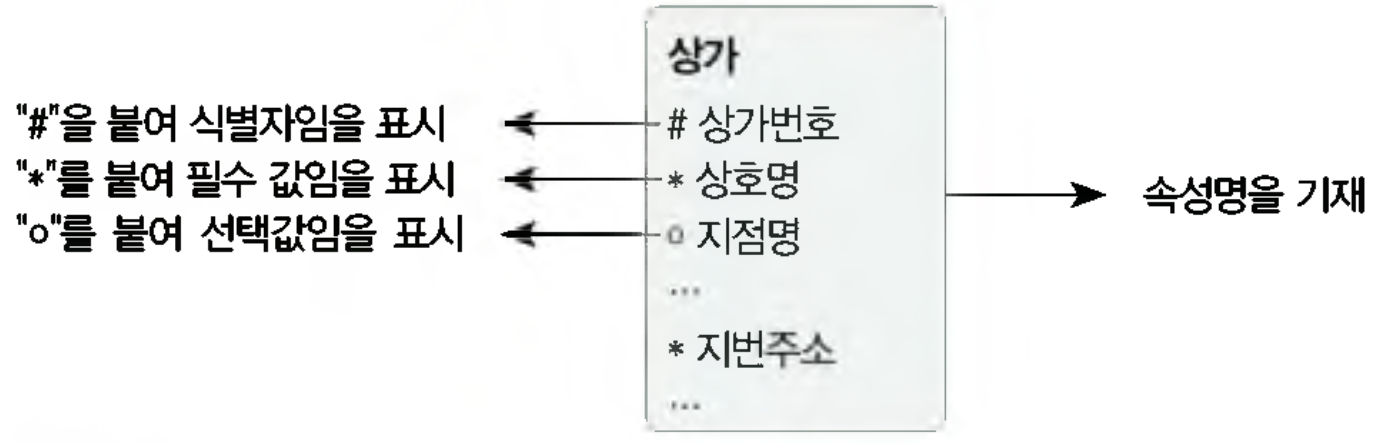 상가
"#"을 붙여 식별자임을 표시
# 상가번호
"*"를 붙여 필수 값임을 표시
* 상호명
속성명을 기재
"o"를 붙여 선택값임을 표시
o 지점명
...
* 지번주소
...